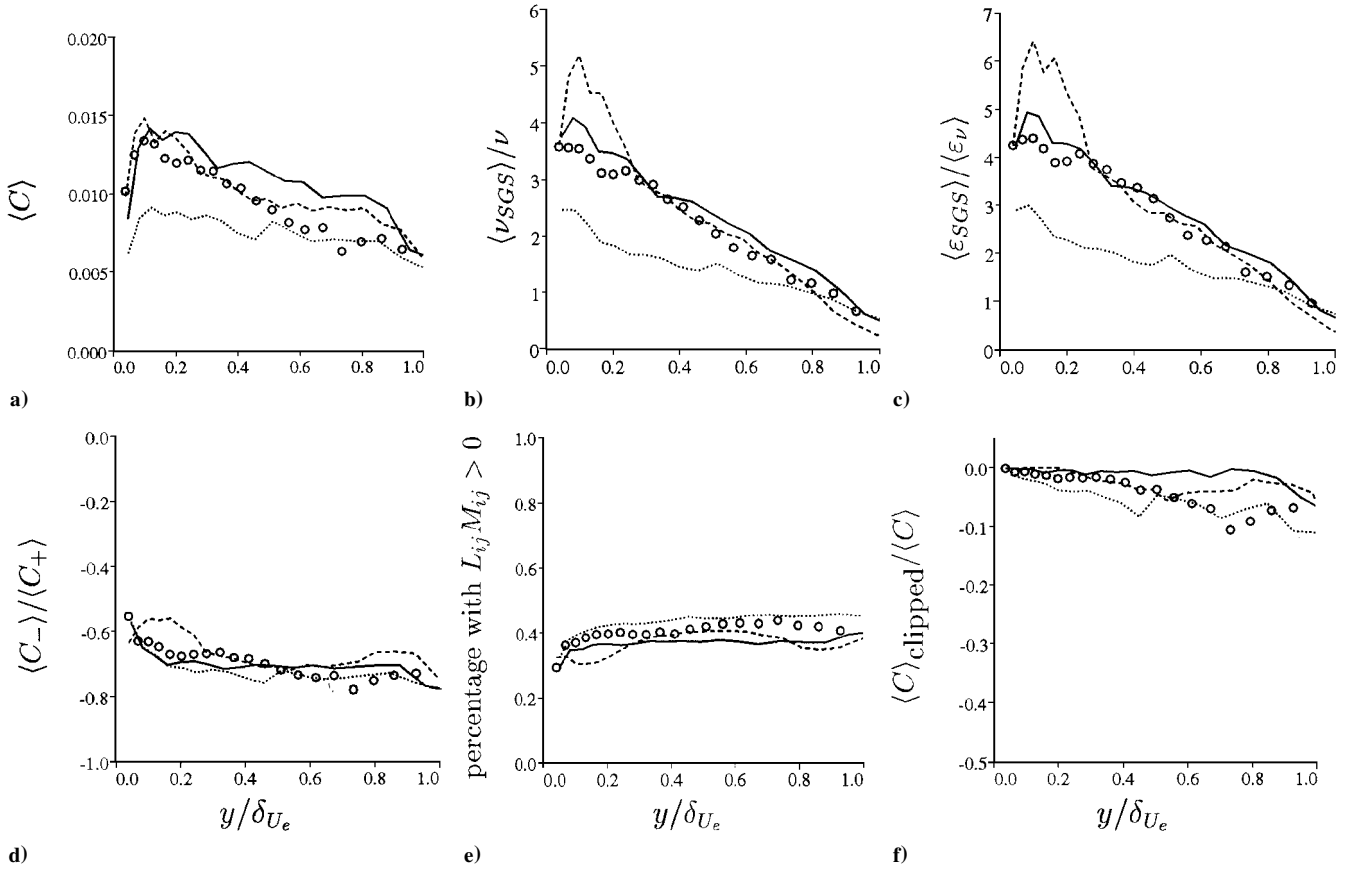 0.020
0.015
0.010
0.005
0.000
⟨C⟩
0.0 0.2 0.4 0.6 0.8 1.0
a)
6
5
4
3
2
1
0
⟨ν_SGS⟩/ν
0.0 0.2 0.4 0.6 0.8 1.0
b)
7
6
5
4
3
2
1
0
⟨ε_SGS⟩/⟨ε_ν⟩
0.0 0.2 0.4 0.6 0.8 1.0
c)
0.0
-0.2
-0.4
-0.6
-0.8
-1.0
⟨C_−⟩/⟨C_+⟩
0.0 0.2 0.4 0.6 0.8 1.0
y/δ_{U_e}
d)
1.0
0.8
0.6
0.4
0.2
0.0
percentage with L_{ij}M_{ij} > 0
0.0 0.2 0.4 0.6 0.8 1.0
y/δ_{U_e}
e)
0.0
-0.1
-0.2
-0.3
-0.4
-0.5
⟨C⟩clipped/⟨C⟩
0.0 0.2 0.4 0.6 0.8 1.0
y/δ_{U_e}
f)